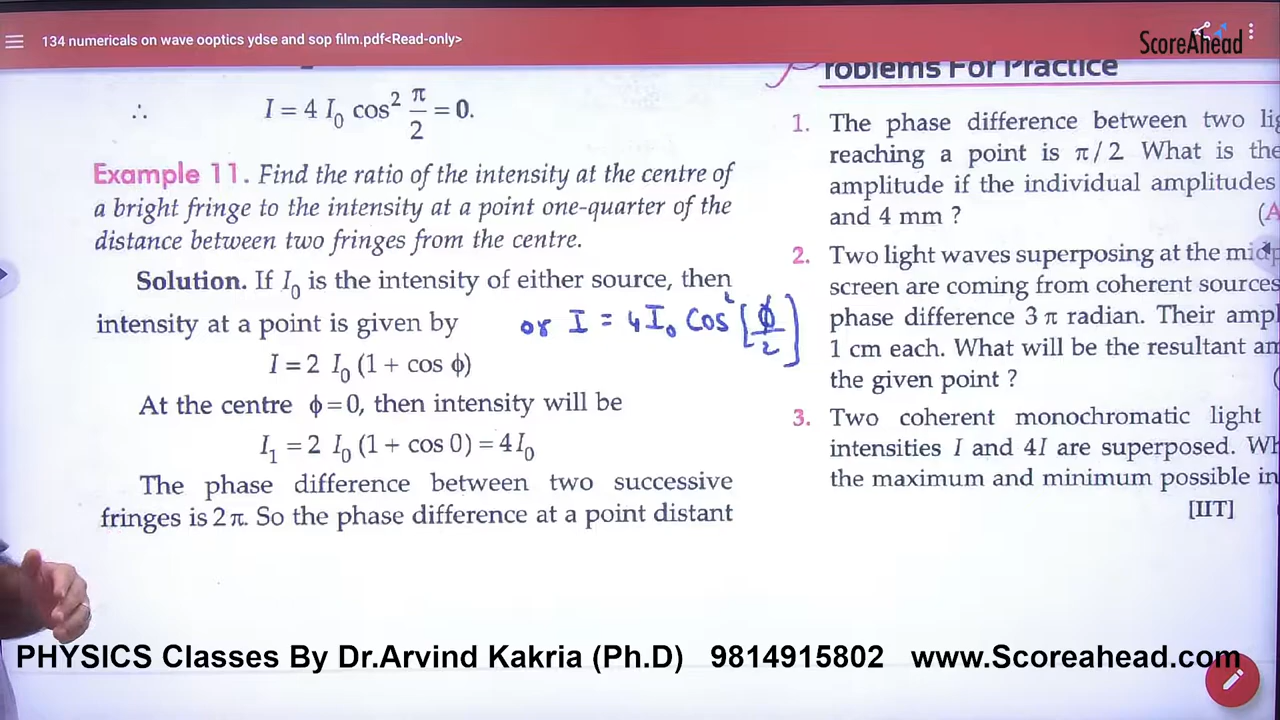 134 numericals on wave ooptics ydse and sop film.pdf<Read-only>
ScoreAhead
∴ I = 4 I₀ cos² π/2 = 0.
Example 11. Find the ratio of the intensity at the centre of
a bright fringe to the intensity at a point one-quarter of the
distance between two fringes from the centre.
Solution. If I₀ is the intensity of either source, then
intensity at a point is given by
or I = 4I₀ Cos² [ϕ/2]
I = 2 I₀ (1 + cos ϕ)
At the centre ϕ = 0, then intensity will be
I₁ = 2 I₀ (1 + cos 0) = 4I₀
The phase difference between two successive
fringes is 2π. So the phase difference at a point distant
roblems For Practice
1. The phase difference between two
reaching a point is π/2. What is the
amplitude if the individual amplitudes
and 4 mm ?
2. Two light waves superposing at the
screen are coming from coherent sources
phase difference 3 π radian. Their
1 cm each. What will be the resultant
the given point ?
3. Two coherent monochromatic light
intensities I and 4I are superposed.
the maximum and minimum possible
[IIT]
PHYSICS Classes By Dr.Arvind Kakria (Ph.D) 9814915802 www.Scoreahead.com